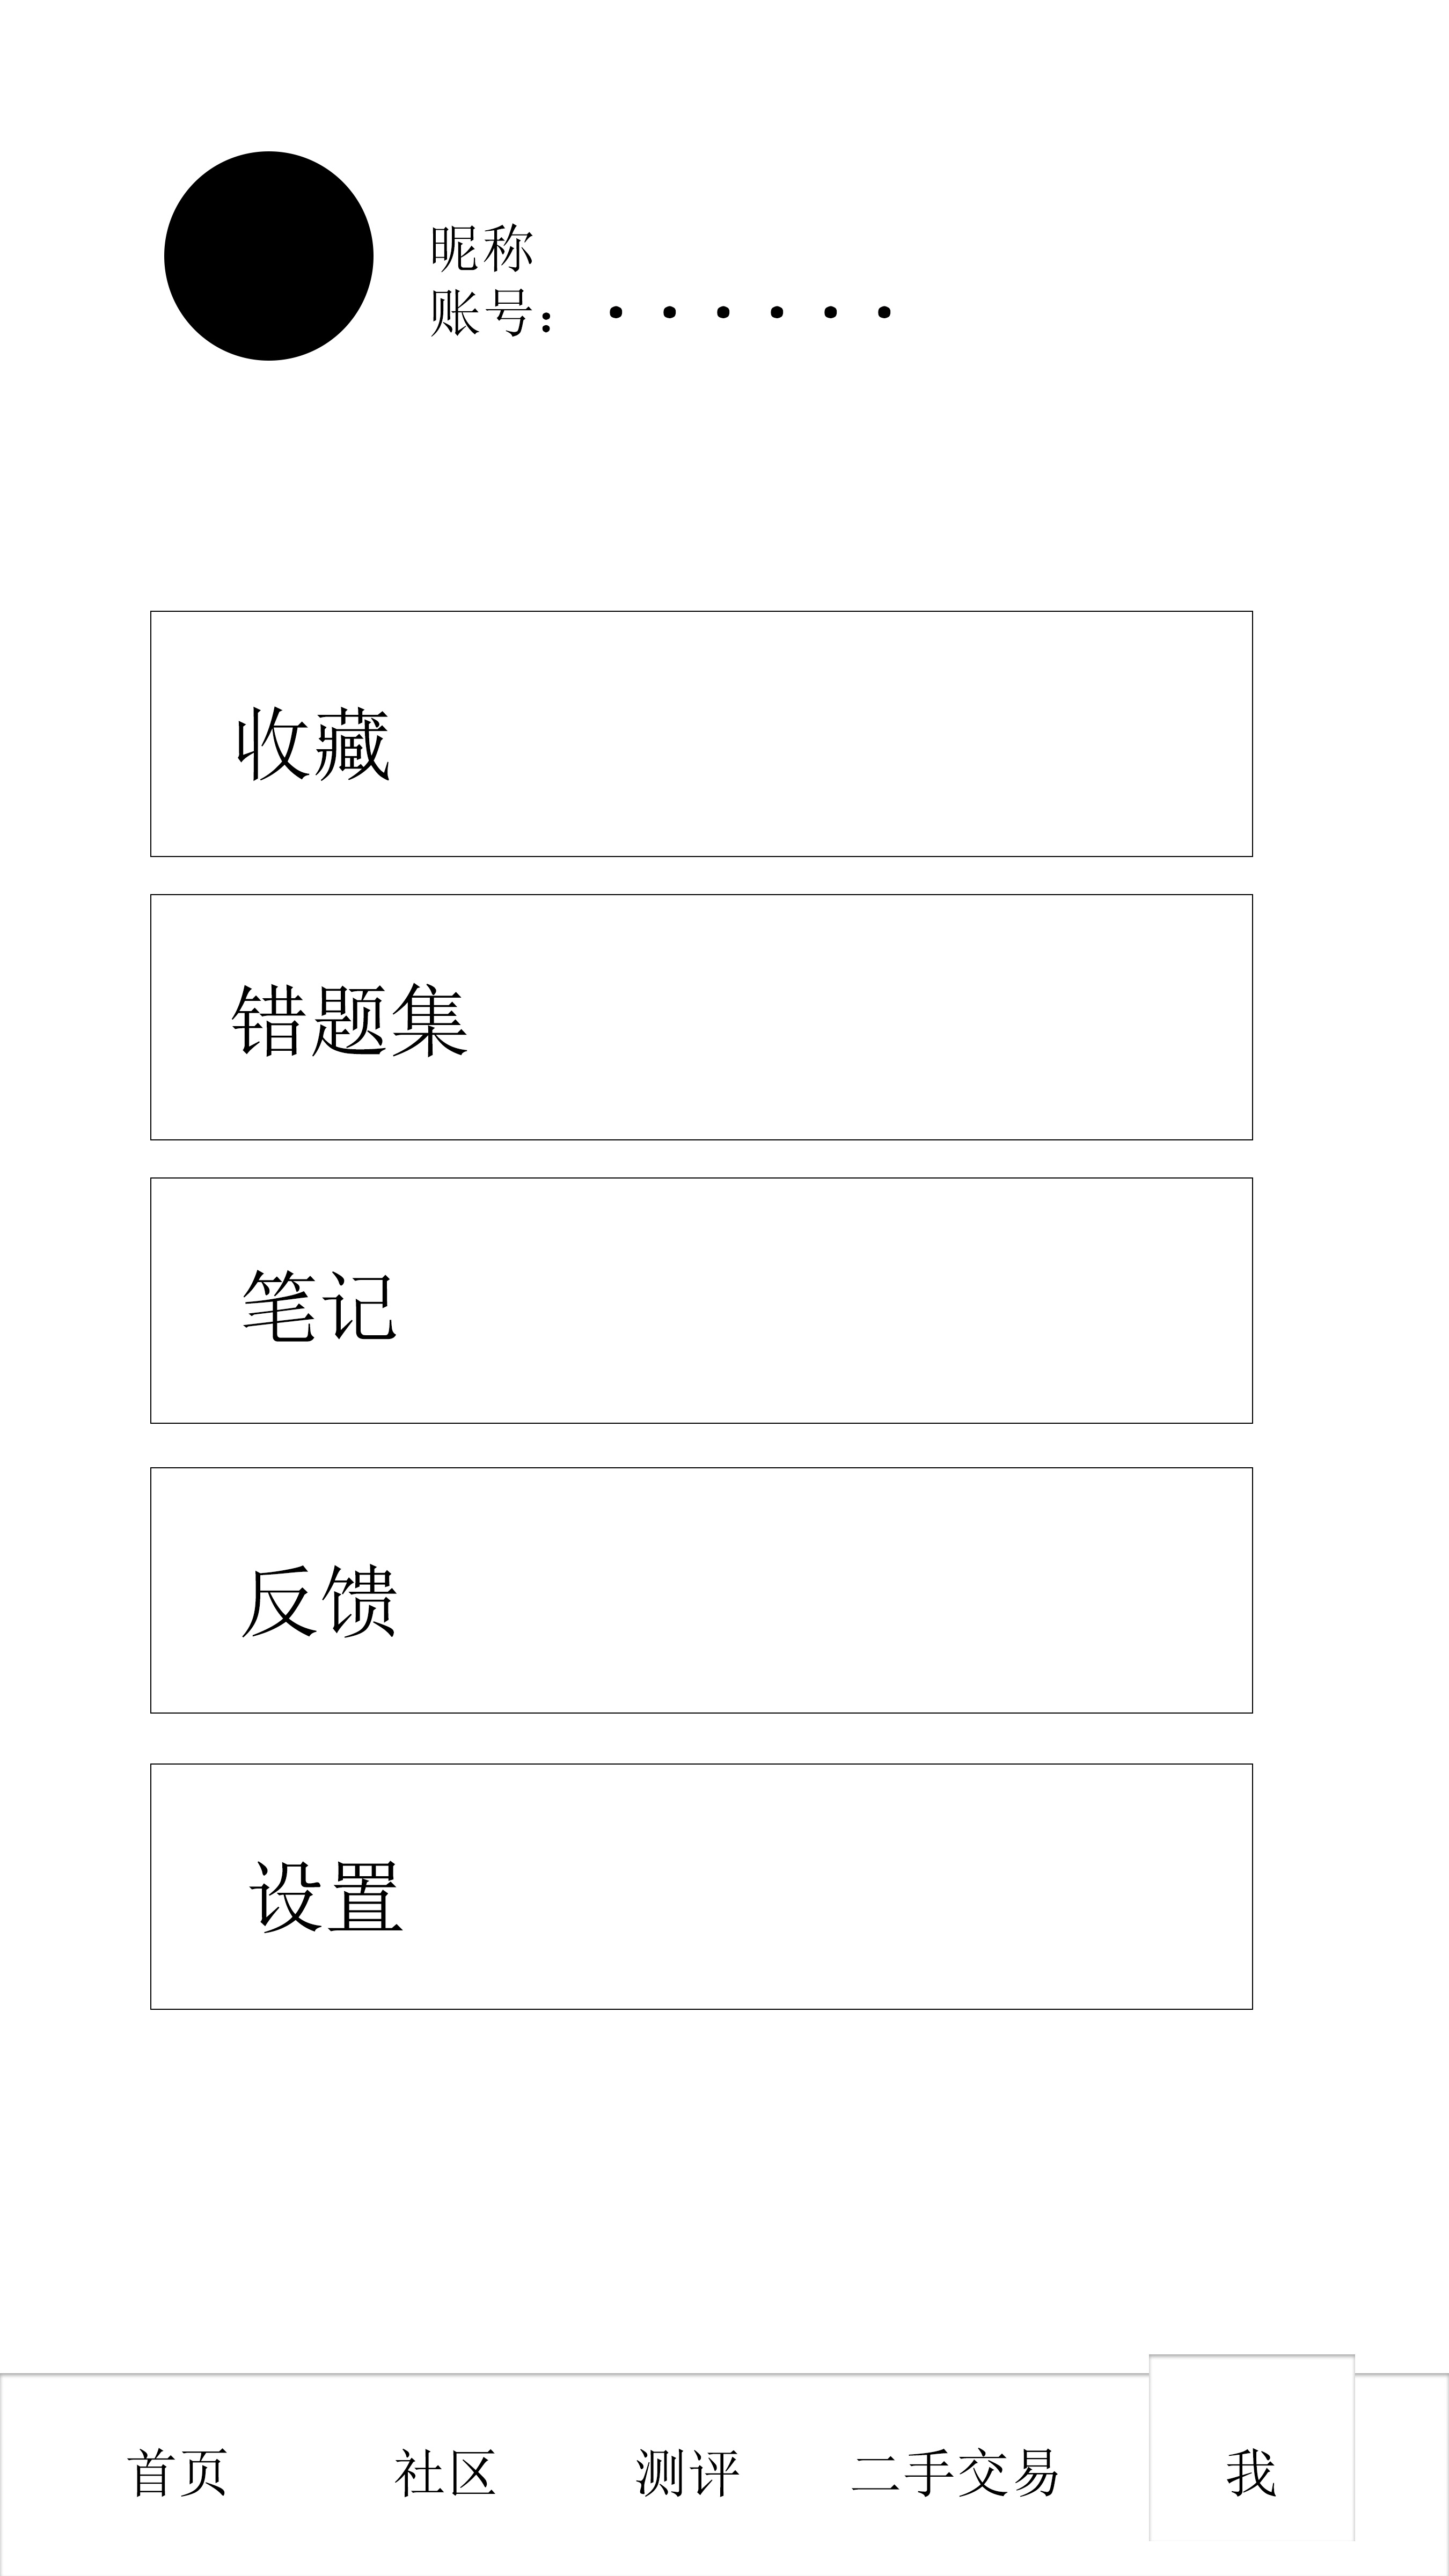 昵称
账号：······
收藏
错题集
笔记
反馈
设置
首页 社区 测评 二手交易 我